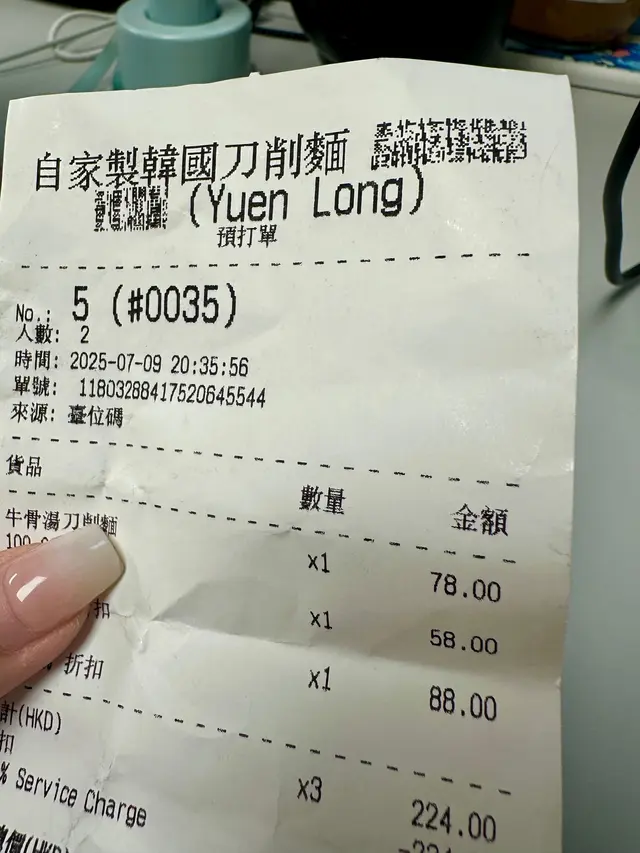 自家製韓國刀削麵
(Yuen Long)
預打單
No.: 5 (#0035)
人數: 2
時間: 2025-07-09 20:35:56
單號: 11803288417520645544
來源: 臺位碼
貨品 數量 金額
牛骨湯刀削麵
x1 78.00
扣 x1 58.00
折扣 x1 88.00
計(HKD) x3 224.00
扣
% Service Charge
(HKD)